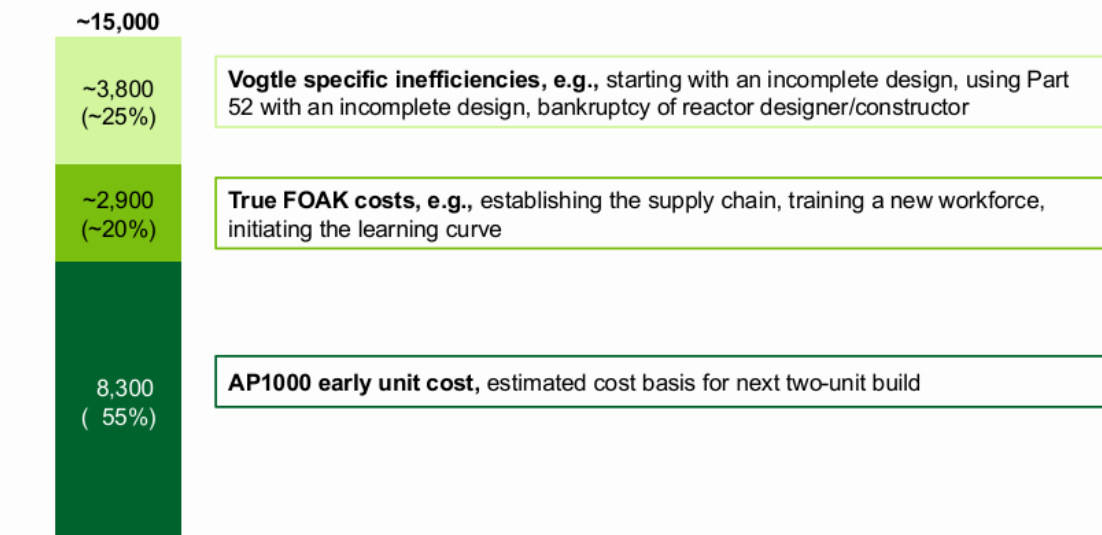 ~15,000
~3,800
(~25%)
Vogtle specific inefficiencies, e.g., starting with an incomplete design, using Part
52 with an incomplete design, bankruptcy of reactor designer/constructor
~2,900
(~20%)
True FOAK costs, e.g., establishing the supply chain, training a new workforce,
initiating the learning curve
8,300
( 55%)
AP1000 early unit cost, estimated cost basis for next two-unit build